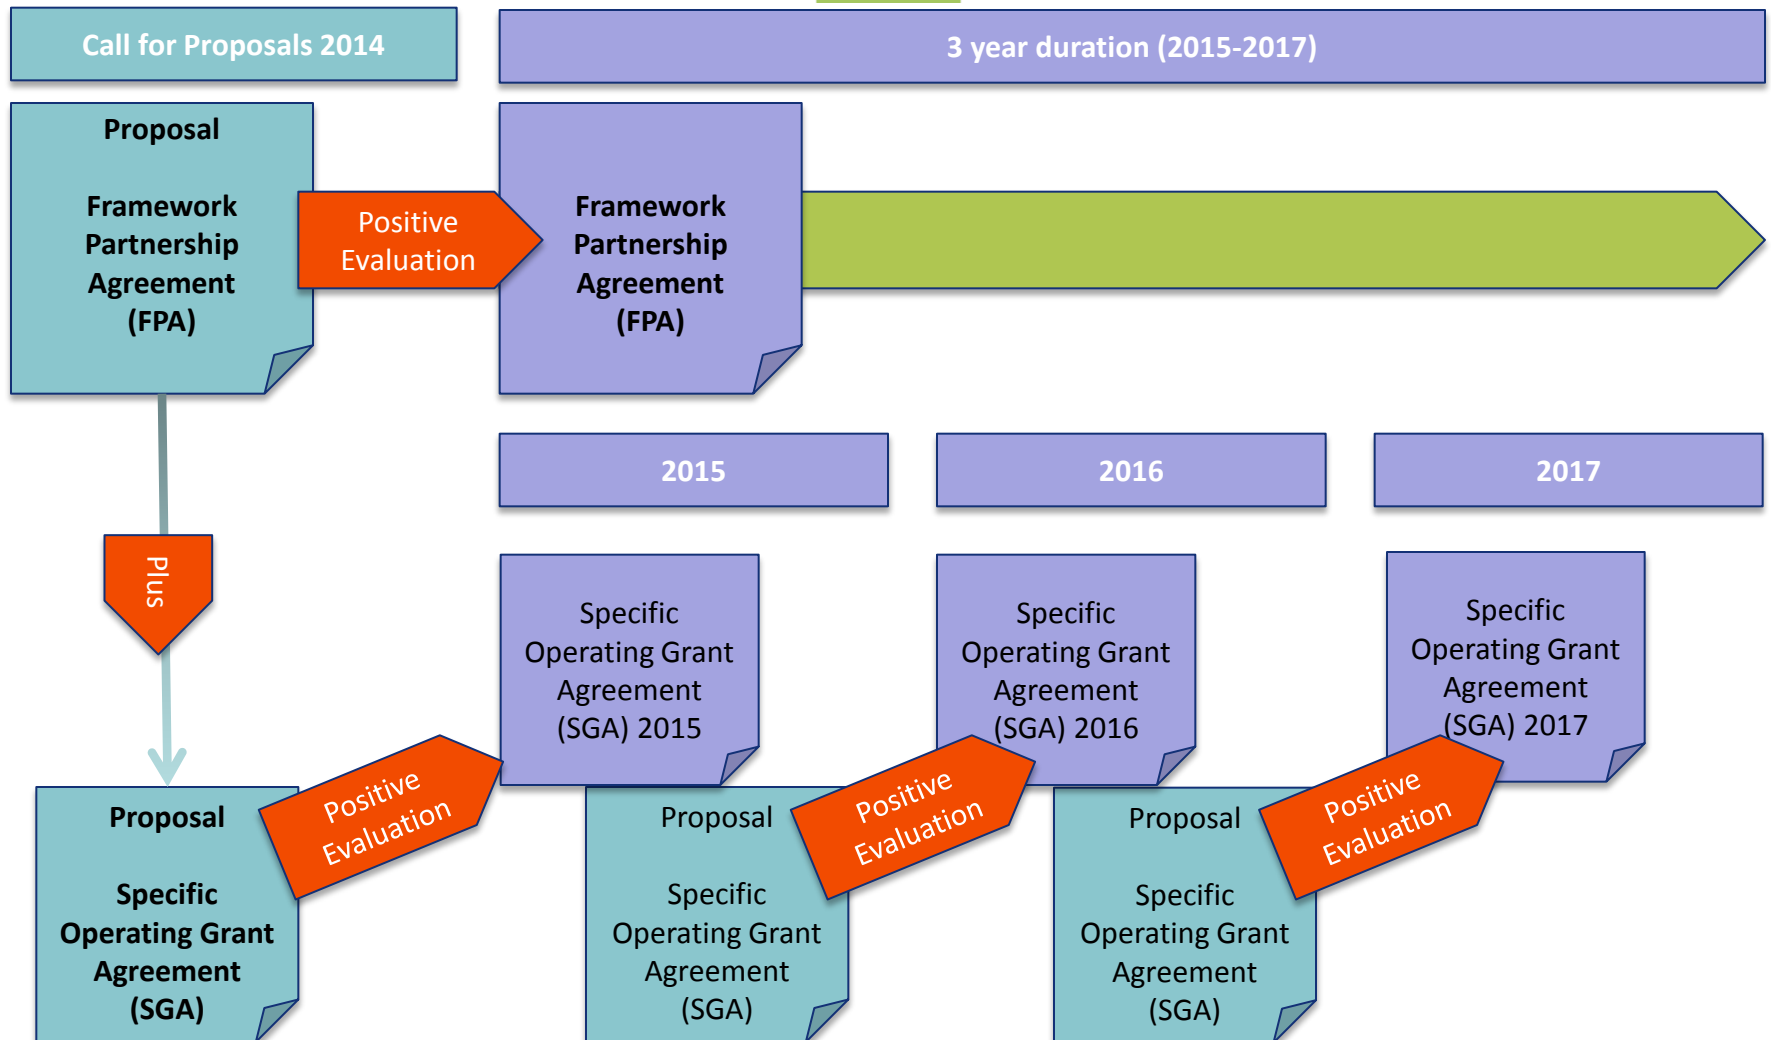 Call for Proposals 2014
3 year duration (2015-2017)
Proposal
Framework
Partnership
Agreement
(FPA)
Positive
Evaluation
Framework
Partnership
Agreement
(FPA)
2015
2016
2017
Plus
Specific
Operating Grant
Agreement
(SGA) 2015
Specific
Operating Grant
Agreement
(SGA) 2016
Specific
Operating Grant
Agreement
(SGA) 2017
Proposal
Specific
Operating Grant
Agreement
(SGA)
Positive
Evaluation
Proposal
Specific
Operating Grant
Agreement
(SGA)
Positive
Evaluation
Proposal
Specific
Operating Grant
Agreement
(SGA)
Positive
Evaluation